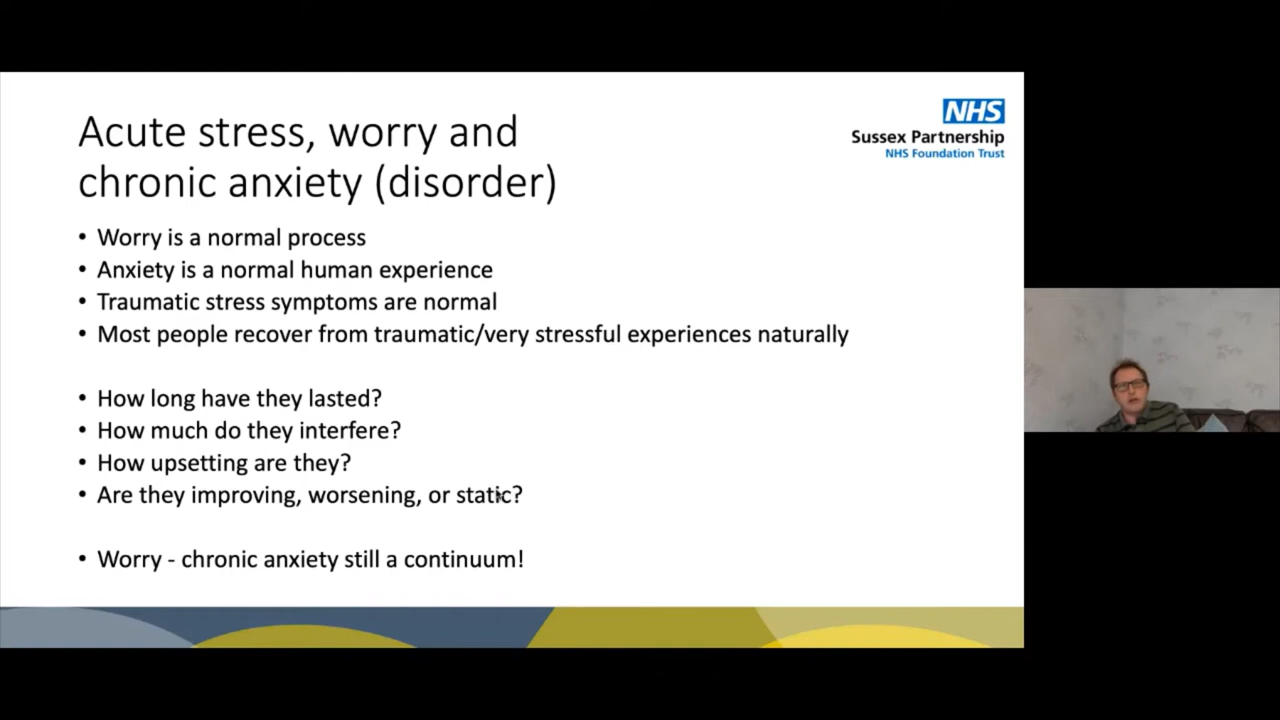 Acute stress, worry and
chronic anxiety (disorder)
NHS
Sussex Partnership
NHS Foundation Trust
• Worry is a normal process
• Anxiety is a normal human experience
• Traumatic stress symptoms are normal
• Most people recover from traumatic/very stressful experiences naturally
• How long have they lasted?
• How much do they interfere?
• How upsetting are they?
• Are they improving, worsening, or static?
• Worry - chronic anxiety still a continuum!